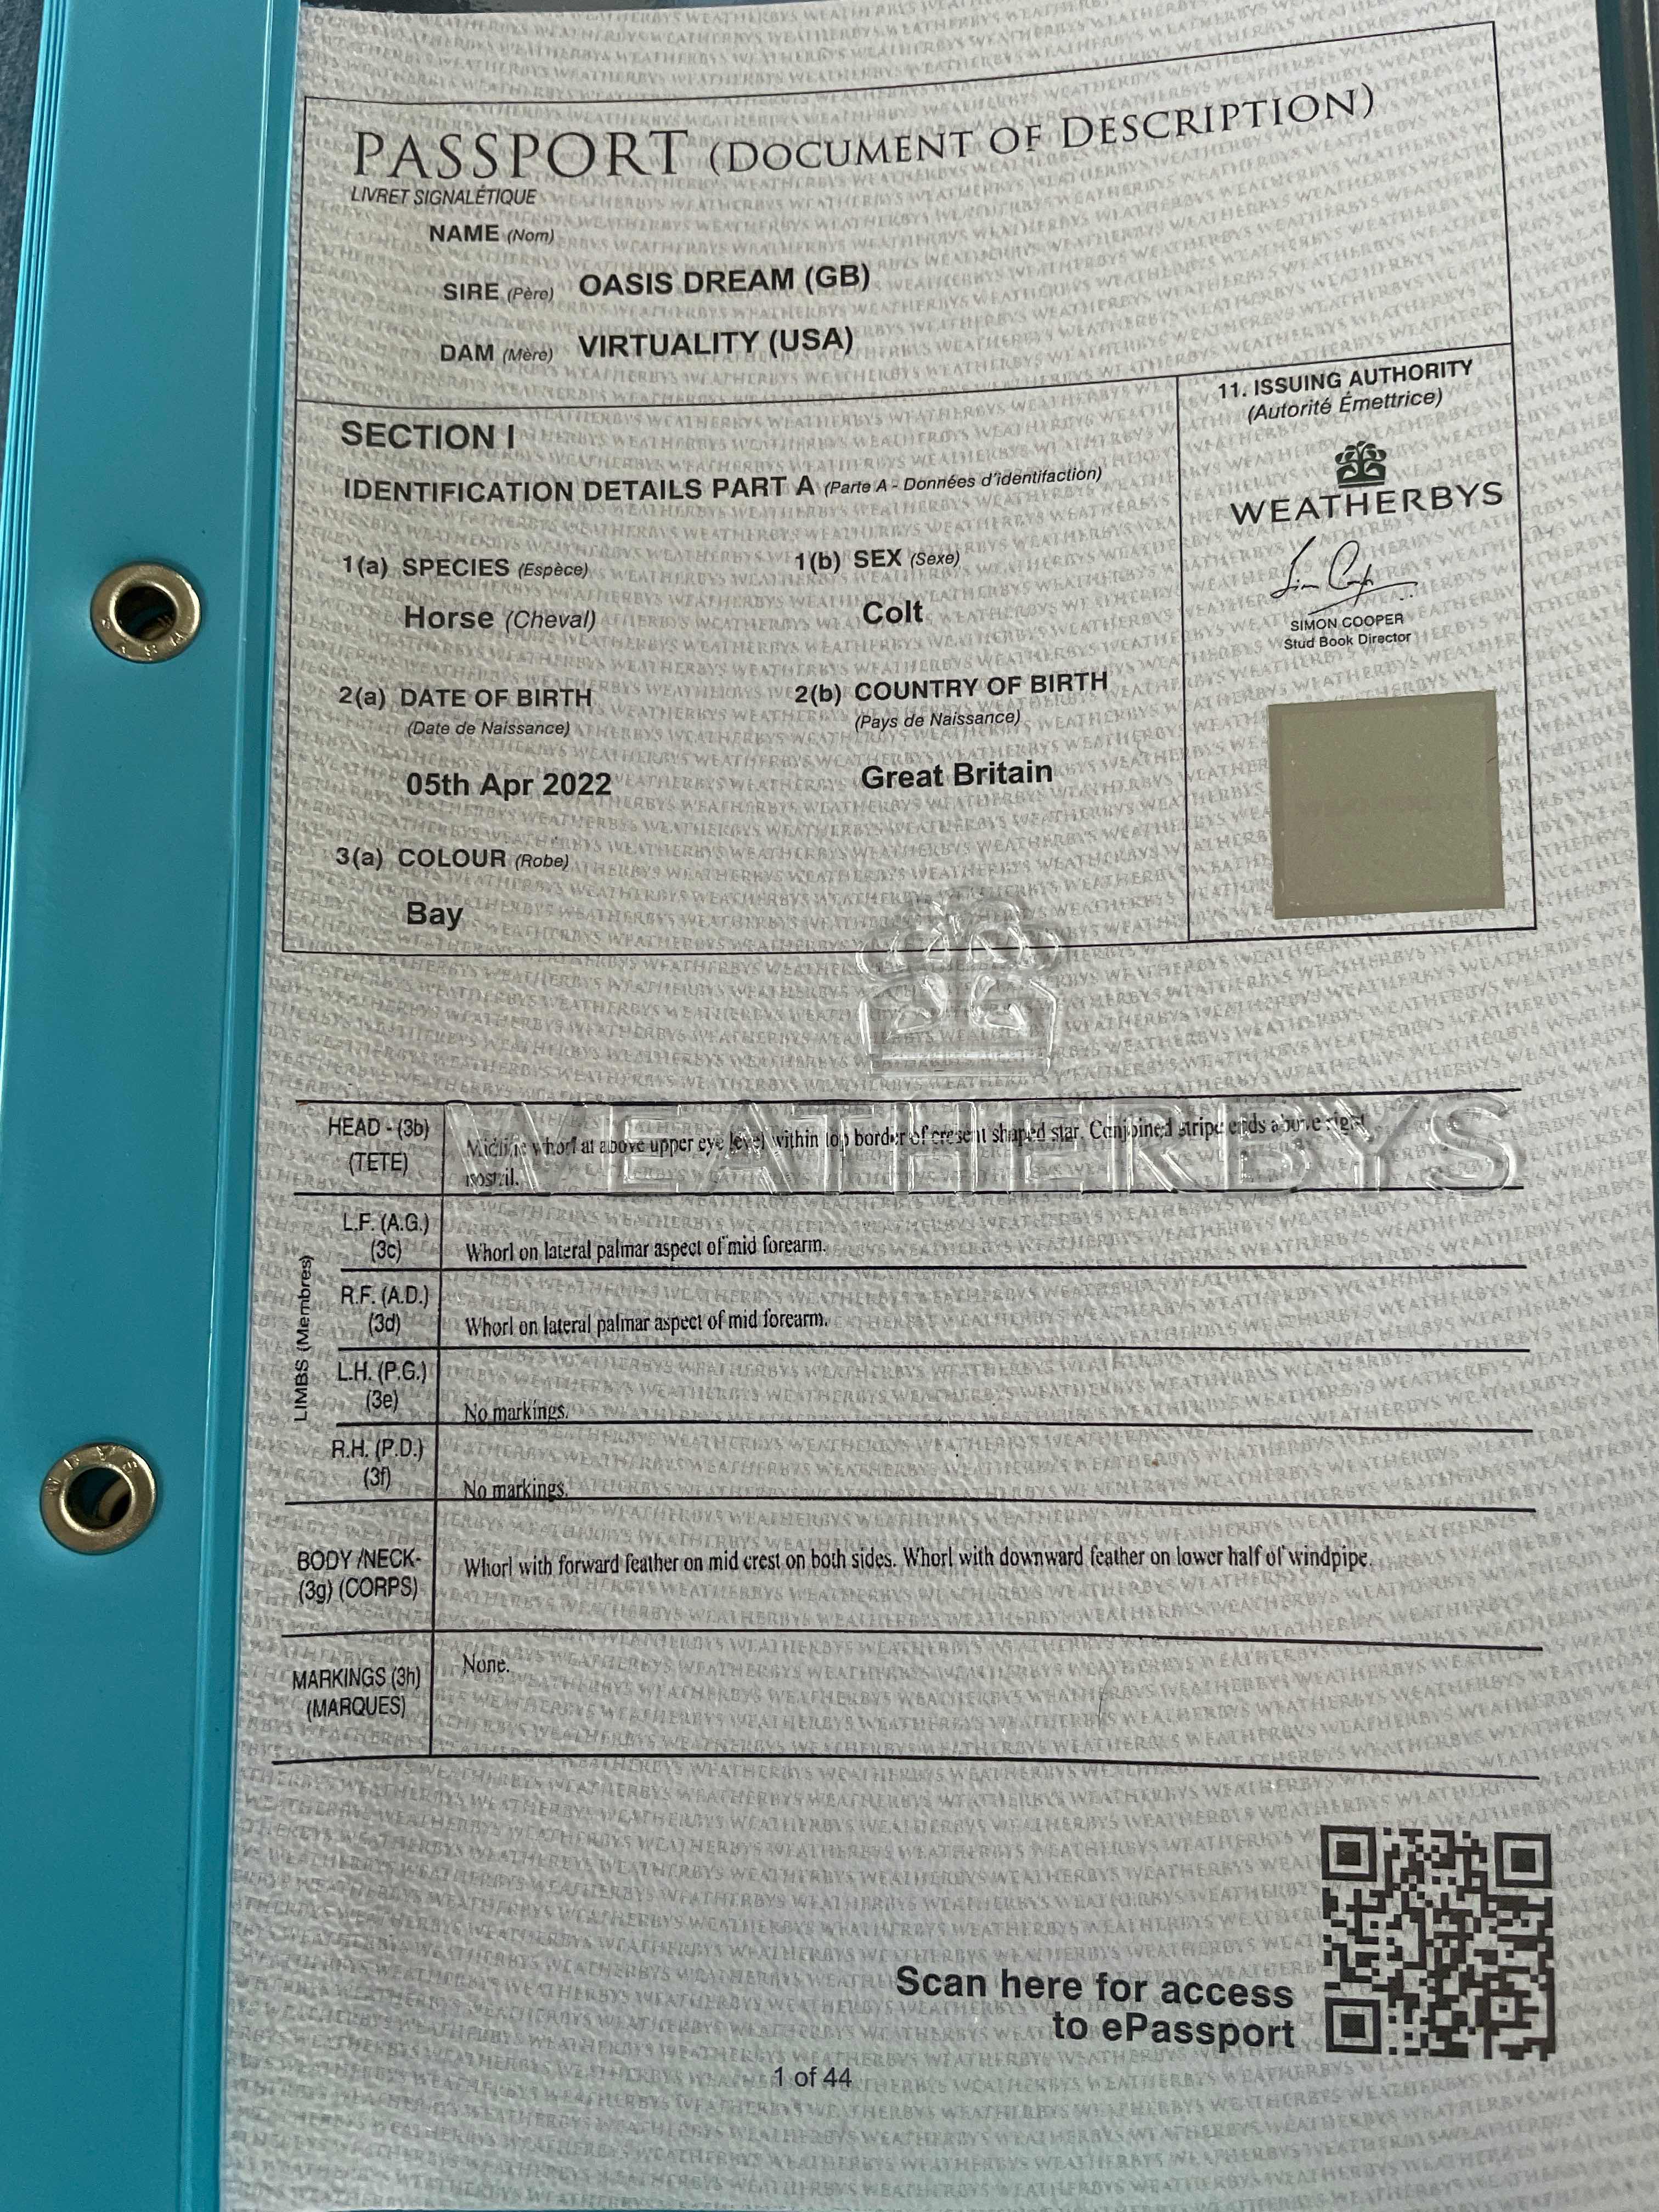 PASSPORT (DOCUMENT OF DESCRIPTION)
LIVRET SIGNALÉTIQUE
NAME (Nom)
SIRE (Père) OASIS DREAM (GB)
DAM (Mère) VIRTUALITY (USA)
SECTION I
IDENTIFICATION DETAILS PART A (Parte A - Données d'identifaction)
1(a) SPECIES (Espèce) 1(b) SEX (Sexe)
Horse (Cheval) Colt
2(a) DATE OF BIRTH 2(b) COUNTRY OF BIRTH
(Date de Naissance) (Pays de Naissance)
05th Apr 2022 Great Britain
3(a) COLOUR (Robe)
Bay
11. ISSUING AUTHORITY
(Autorité Émettrice)
WEATHERBYS
SIMON COOPER
Stud Book Director
WEATHERBYS
HEAD - (3b)
(TETE)
Midline whorl at above upper eye level within top border of cresent shaped star. Conjoined stripe ends above right
nostril.
LIMBS (Membres)
L.F. (A.G.)
(3c) Whorl on lateral palmar aspect of mid forearm.
R.F. (A.D.)
(3d) Whorl on lateral palmar aspect of mid forearm.
L.H. (P.G.)
(3e) No markings.
R.H. (P.D.)
(3f) No markings.
BODY /NECK- Whorl with forward feather on mid crest on both sides. Whorl with downward feather on lower half of windpipe.
(3g) (CORPS)
MARKINGS (3h) None.
(MARQUES)
Scan here for access
to ePassport
1 of 44